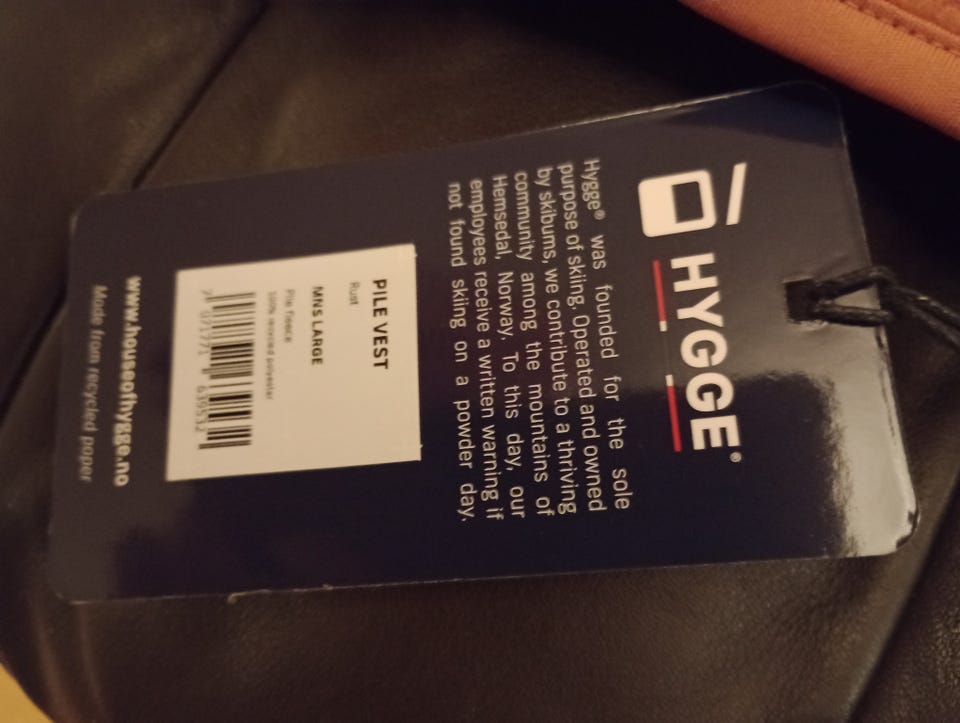 HYGGE®
Hygge® was founded for the sole
purpose of skiing. Operated and owned
by skibums, we contribute to a thriving
community among the mountains of
Hemsedal, Norway. To this day, our
employees receive a written warning if
not found skiing on a powder day.
PILE VEST
Rust
MNS LARGE
Pile fleece
100% recycled polyester
7 071771 639532
www.houseofhygge.no
Made from recycled paper